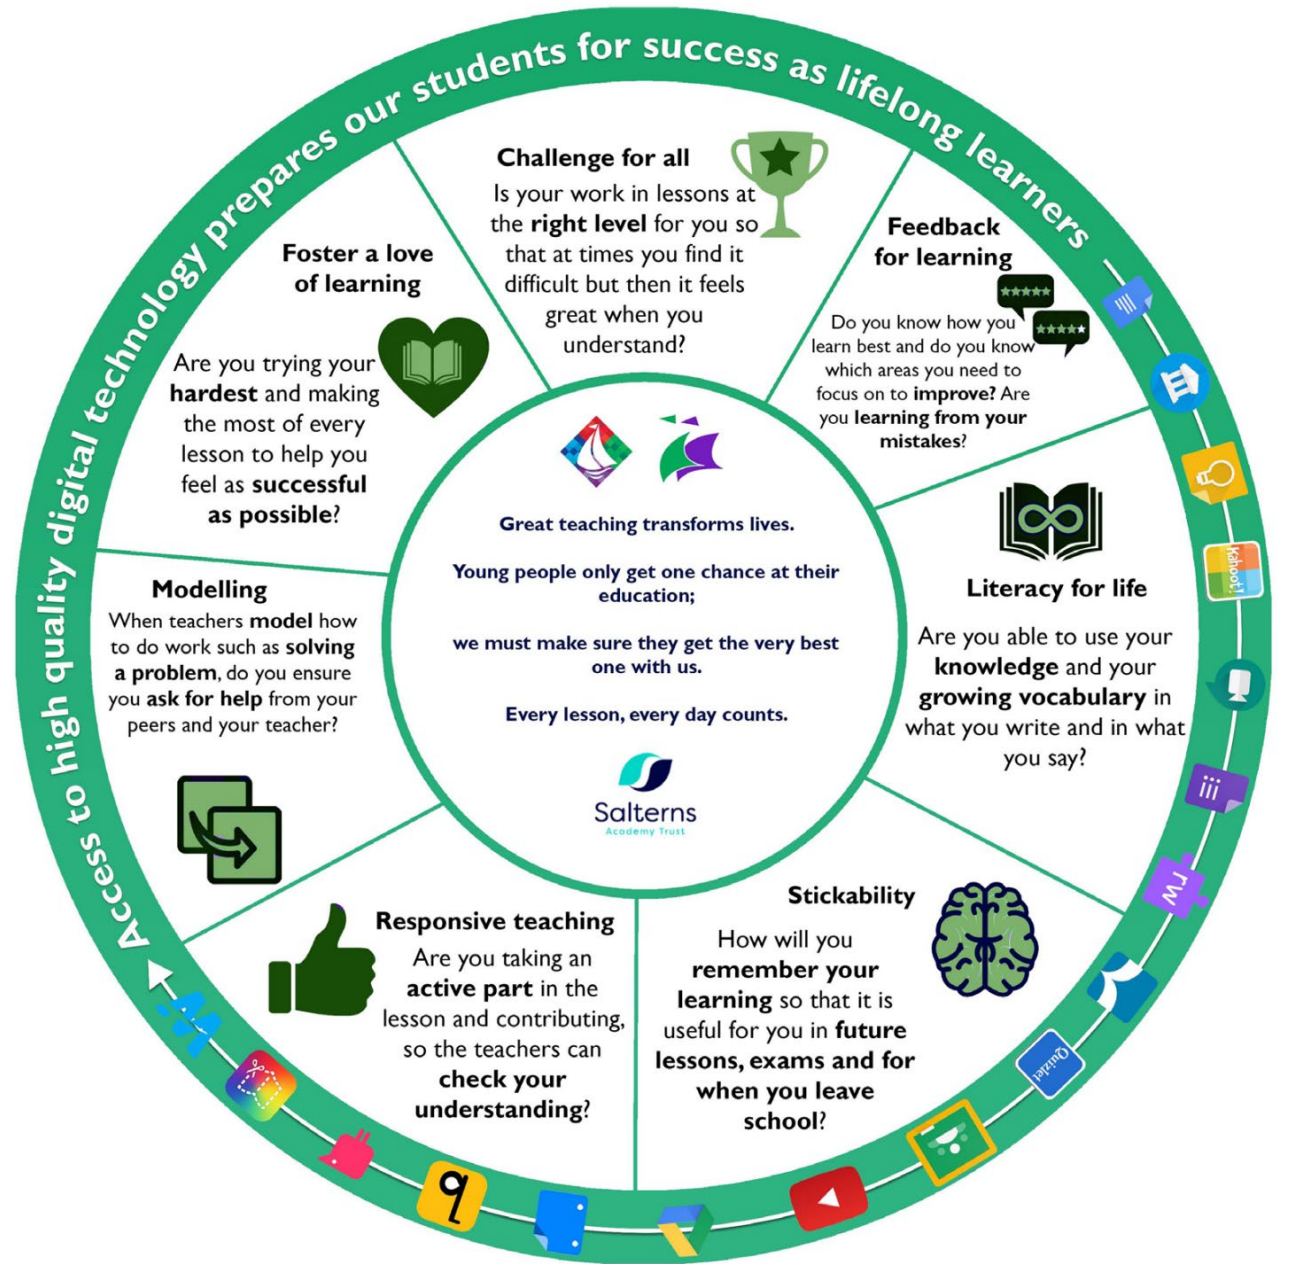 Access to high quality digital technology prepares our students for success as lifelong learners
Challenge for all
Is your work in lessons at
the right level for you so
that at times you find it
difficult but then it feels
great when you
understand?
Feedback
for learning
Do you know how you
learn best and do you know
which areas you need to
focus on to improve? Are
you learning from your
mistakes?
Literacy for life
Are you able to use your
knowledge and your
growing vocabulary in
what you write and in what
you say?
Stickability
How will you
remember your
learning so that it is
useful for you in future
lessons, exams and for
when you leave
school?
Responsive teaching
Are you taking an
active part in the
lesson and contributing,
so the teachers can
check your
understanding?
Modelling
When teachers model how
to do work such as solving
a problem, do you ensure
you ask for help from your
peers and your teacher?
Foster a love
of learning
Are you trying your
hardest and making
the most of every
lesson to help you
feel as successful
as possible?
Great teaching transforms lives.
Young people only get one chance at their
education;
we must make sure they get the very best
one with us.
Every lesson, every day counts.
Salterns
Academy Trust
Kahoot!
rw
Quizlet
q
W